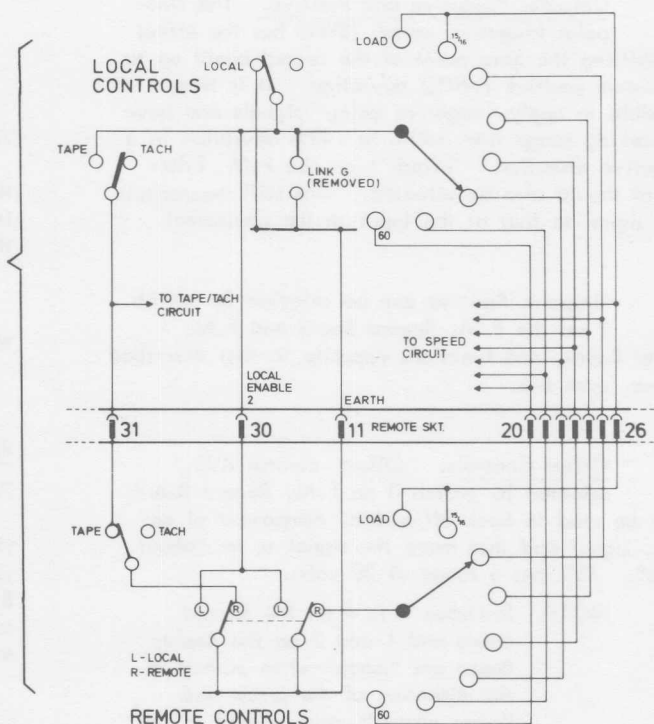 LOCAL
CONTROLS
LOCAL
LOAD
15/16
TAPE
TACH
LINK G
(REMOVED)
60
TO TAPE/TACH
CIRCUIT
TO SPEED
CIRCUIT
LOCAL
ENABLE
2
EARTH
31
30
11
REMOTE SKT.
20
26
TAPE
TACH
LOAD
15/16
L
R
L
R
L-LOCAL
R-REMOTE
60
REMOTE CONTROLS